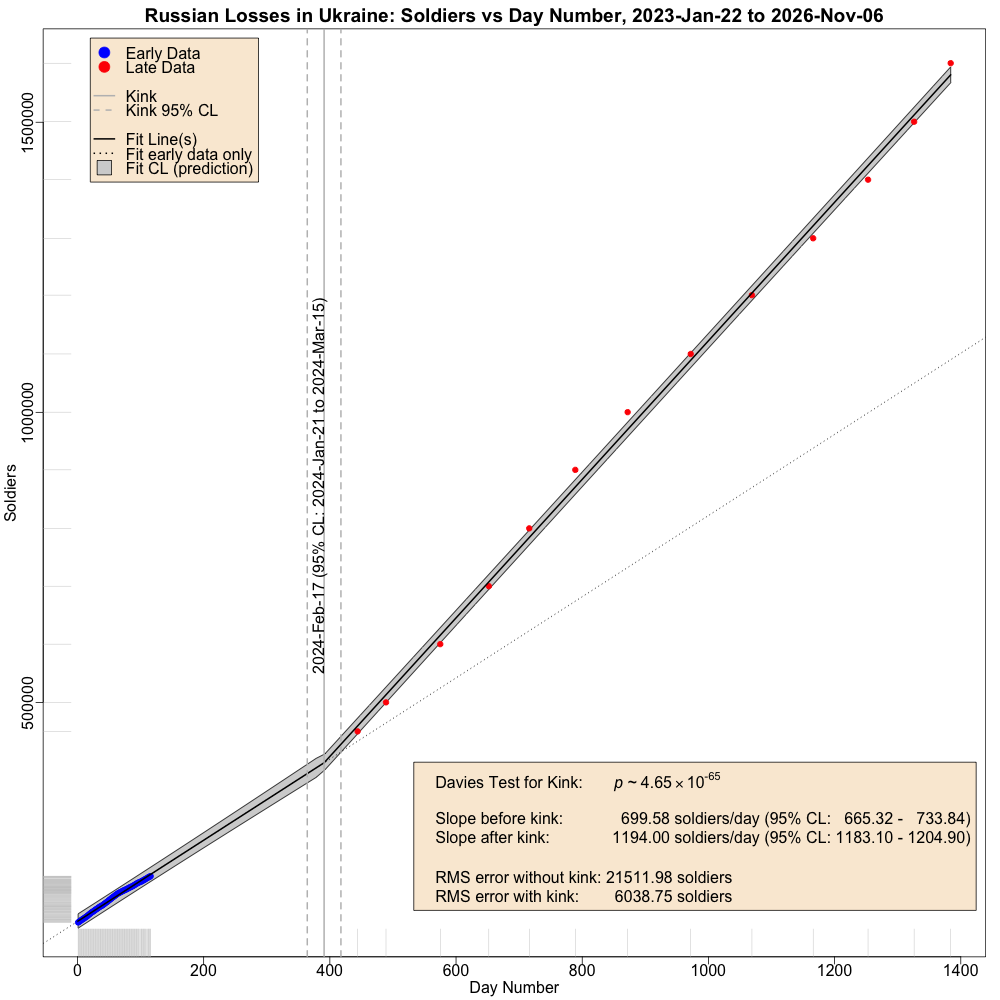 Russian Losses in Ukraine: Soldiers vs Day Number, 2023-Jan-22 to 2026-Nov-06
Early Data
Late Data
Kink
Kink 95% CL
Fit Line(s)
Fit early data only
Fit CL (prediction)
1500000
1000000
500000
Soldiers
2024-Feb-17 (95% CL: 2024-Jan-21 to 2024-Mar-15)
Davies Test for Kink: p ~ 4.65 × 10^-65
Slope before kink: 699.58 soldiers/day (95% CL: 665.32 - 733.84)
Slope after kink: 1194.00 soldiers/day (95% CL: 1183.10 - 1204.90)
RMS error without kink: 21511.98 soldiers
RMS error with kink: 6038.75 soldiers
0 200 400 600 800 1000 1200 1400
Day Number